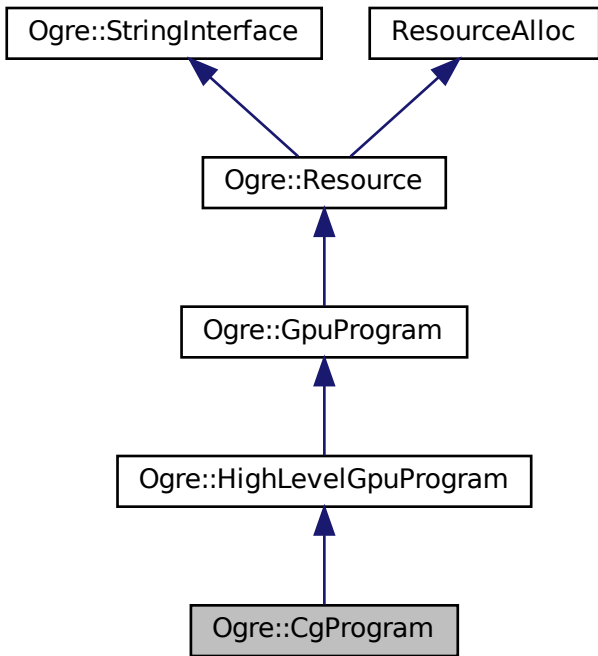 Ogre::StringInterface
ResourceAlloc
Ogre::Resource
Ogre::GpuProgram
Ogre::HighLevelGpuProgram
Ogre::CgProgram